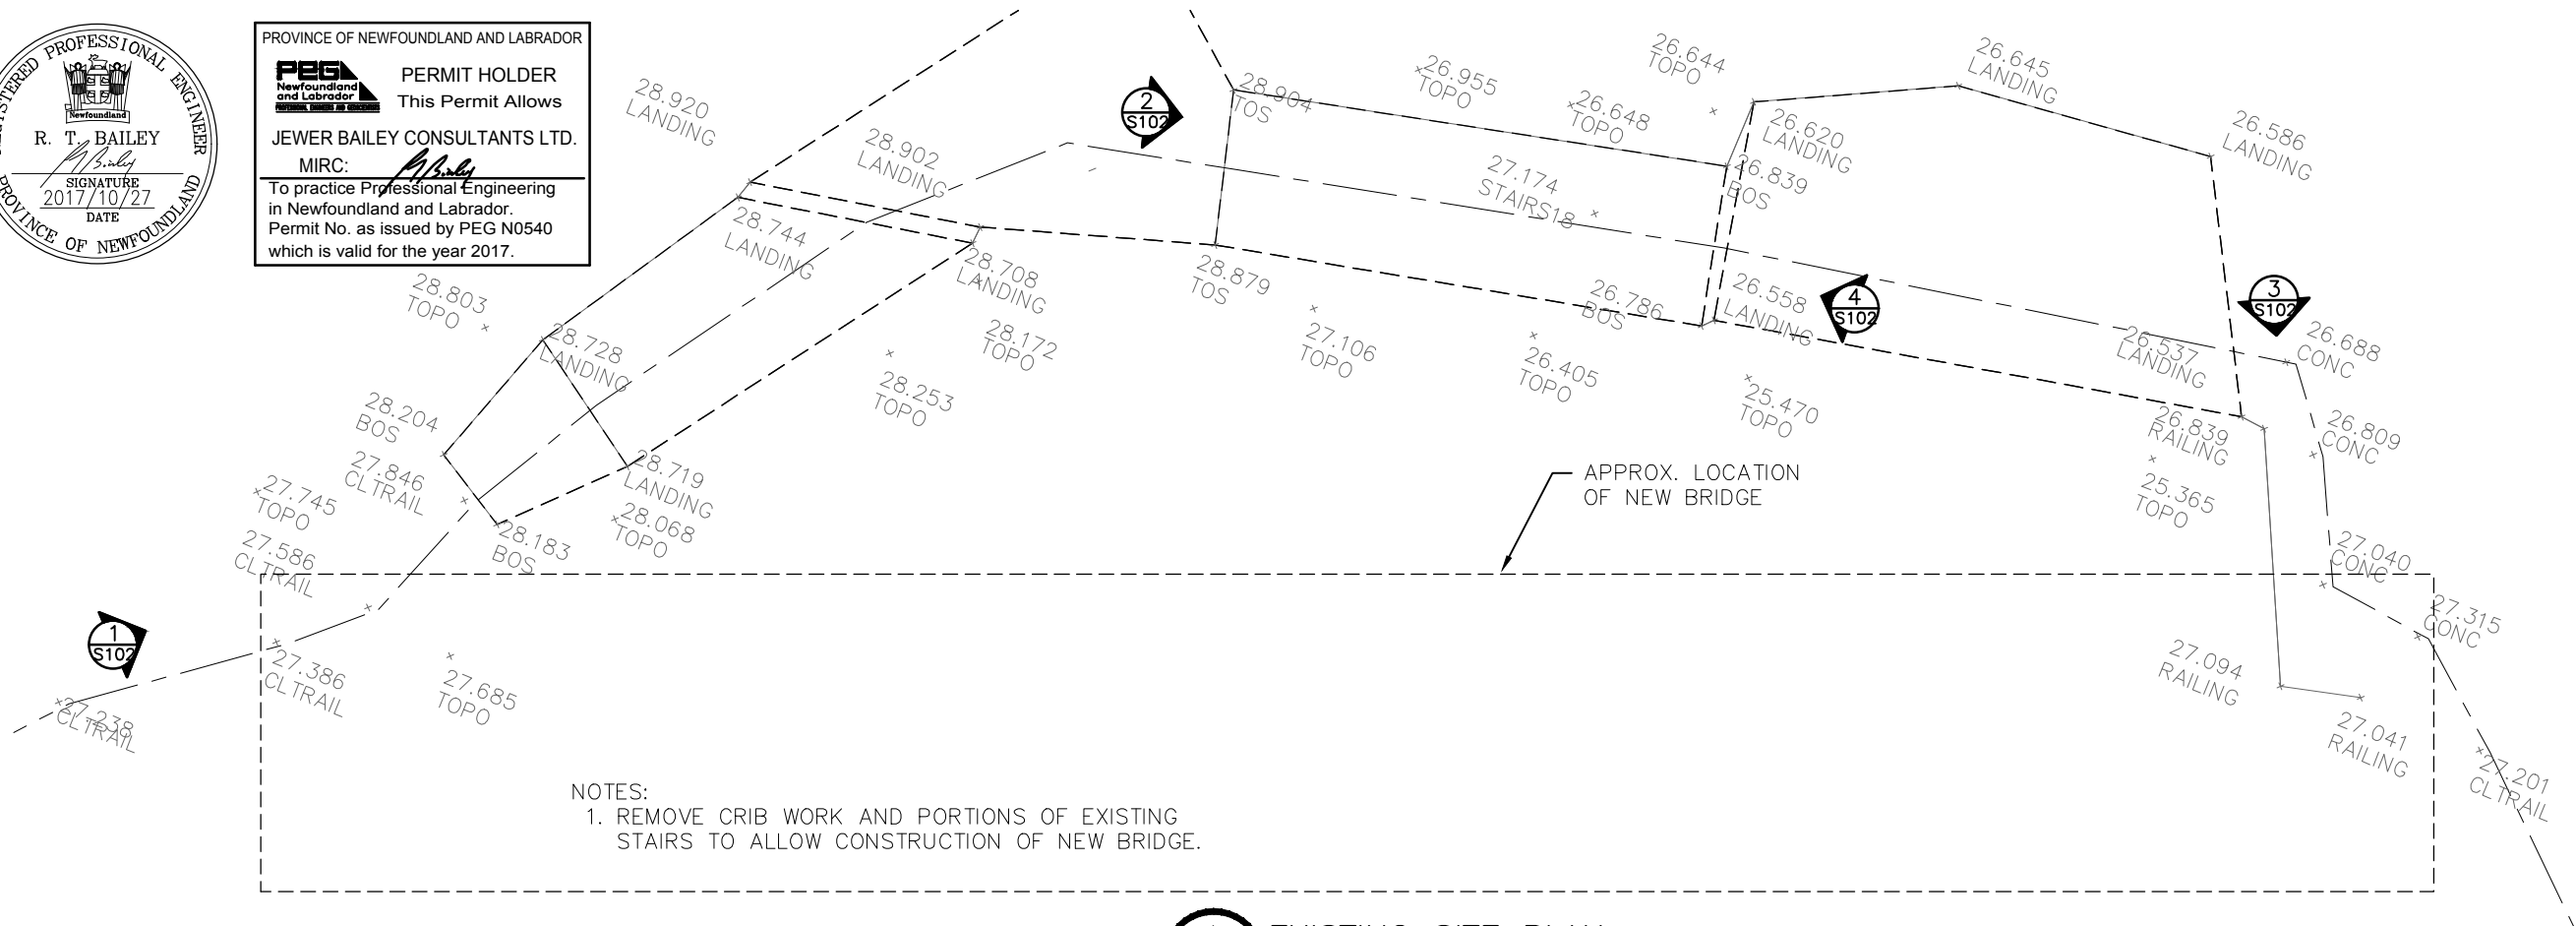 REGISTERED PROFESSIONAL ENGINEER
Newfoundland
R. T. BAILEY
SIGNATURE
2017/10/27
DATE
PROVINCE OF NEWFOUNDLAND
PROVINCE OF NEWFOUNDLAND AND LABRADOR
PEG
Newfoundland
and Labrador
PROFESSIONAL ENGINEERS AND GEOSCIENTISTS
PERMIT HOLDER
This Permit Allows
JEWER BAILEY CONSULTANTS LTD.
MIRC:
To practice Professional Engineering
in Newfoundland and Labrador.
Permit No. as issued by PEG N0540
which is valid for the year 2017.
28.920
LANDING
28.902
LANDING
28.744
LANDING
28.708
LANDING
28.803
TOPO
28.728
LANDING
28.204
BOS
27.846
CLTRAIL
27.745
TOPO
27.586
CLTRAIL
28.183
BOS
28.719
LANDING
28.068
TOPO
28.253
TOPO
28.172
TOPO
2
S102
28.904
TOS
28.879
TOS
26.955
TOPO
26.648
TOPO
26.644
TOPO
27.174
STAIRS18
26.620
LANDING
26.839
BOS
26.645
LANDING
26.586
LANDING
27.106
TOPO
26.786
BOS
26.558
LANDING
26.405
TOPO
25.470
TOPO
4
S102
3
S102
26.537
LANDING
26.688
CONC
26.839
RAILING
26.809
CONC
25.365
TOPO
27.040
CONC
27.315
CONC
27.094
RAILING
27.041
RAILING
27.201
CLTRAIL
APPROX. LOCATION
OF NEW BRIDGE
1
S102
27.238
CLTRAIL
27.386
CLTRAIL
27.685
TOPO
NOTES:
1. REMOVE CRIB WORK AND PORTIONS OF EXISTING
STAIRS TO ALLOW CONSTRUCTION OF NEW BRIDGE.
EXISTING SITE PLAN